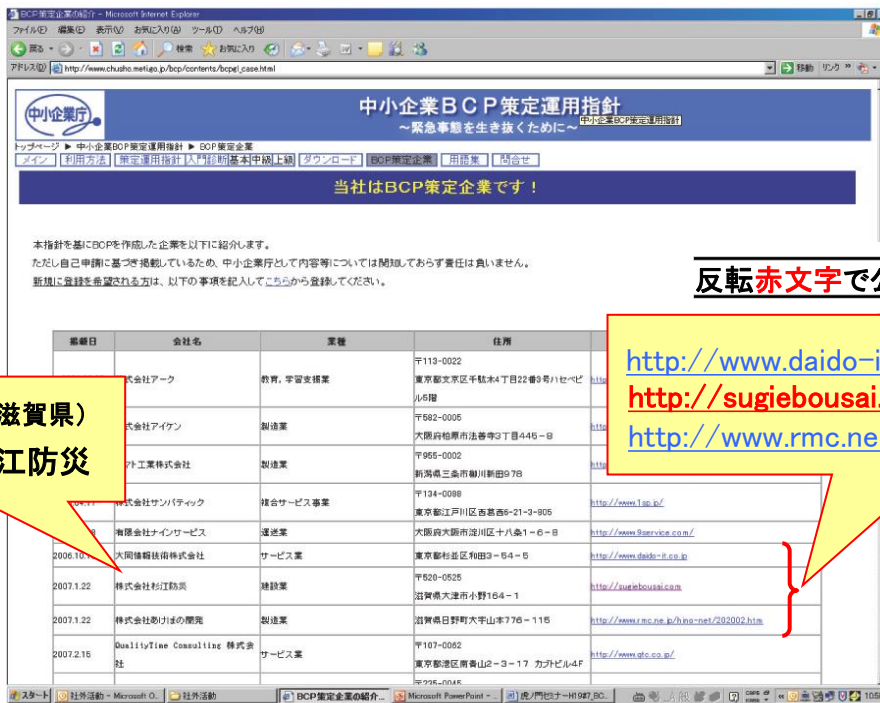 BCP策定企業の紹介 - Microsoft Internet Explorer
ファイル(F) 編集(E) 表示(V) お気に入り(A) ツール(T) ヘルプ(H)
戻る 検索 お気に入り
アドレス(D) http://www.chusho.meti.go.jp/bcp/contents/bcpgl_case.html 移動 リンク »
中小企業庁
中小企業BCP策定運用指針
~緊急事態を生き抜くために~
中小企業BCP策定運用指針
トップページ ▶ 中小企業BCP策定運用指針 ▶ BCP策定企業
メイン 利用方法 策定運用指針 入門診断 基本 中級 上級 ダウンロード BCP策定企業 用語集 問合せ
当社はBCP策定企業です!
本指針を基にBCPを作成した企業を以下に紹介します。
ただし自己申請に基づき掲載しているため、中小企業庁として内容等については関知しておらず責任は負いません。
新規に登録を希望される方は、以下の事項を記入してこちらから登録してください。
反転赤文字で
掲載日 会社名 業種 住所
式会社アーク 教育, 学習支援業
〒113-0022
東京都文京区千駄木4丁目22番3号ハセベビ
ル5階
式会社アイケン 製造業
〒582-0005
大阪府柏原市法善寺3丁目445-8
マト工業株式会社 製造業
〒955-0002
新潟県三条市柳川新田978
株式会社サンパティック 複合サービス事業
〒134-0088
東京都江戸川区西葛西6-21-3-805
http://www.1sp.jp/
有限会社ナインサービス 運送業 大阪府大阪市淀川区十八条1-6-8 http://www.9service.com/
2006.10. 大同情報技術株式会社 サービス業 東京都杉並区和田3-54-5 http://www.daido-it.co.jp
2007.1.22 株式会社杉江防災 建設業
〒520-0525
滋賀県大津市小野164-1
http://sugiebousai.com
2007.1.22 株式会社あけぼの開発 製造業 滋賀県日野町大字山本776-115 http://www.rmc.ne.jp/hino-net/202002.htm
2007.2.15 QualityTime Consulting 株式会
社
サービス業
〒107-0062
東京都港区南青山2-3-17 カナトビル4F
http://www.qtc.co.jp/
〒235-0045
滋賀県)
江防災
http://www.daido-i
http://sugiebousai.
http://www.rmc.ne
スタート 社外活動 - Microsoft O.. 社外活動 BCP策定企業の紹介... Microsoft PowerPoint - .. 虎ノ門セミナー-H1987_BC.. A 般 CAPS 10:5